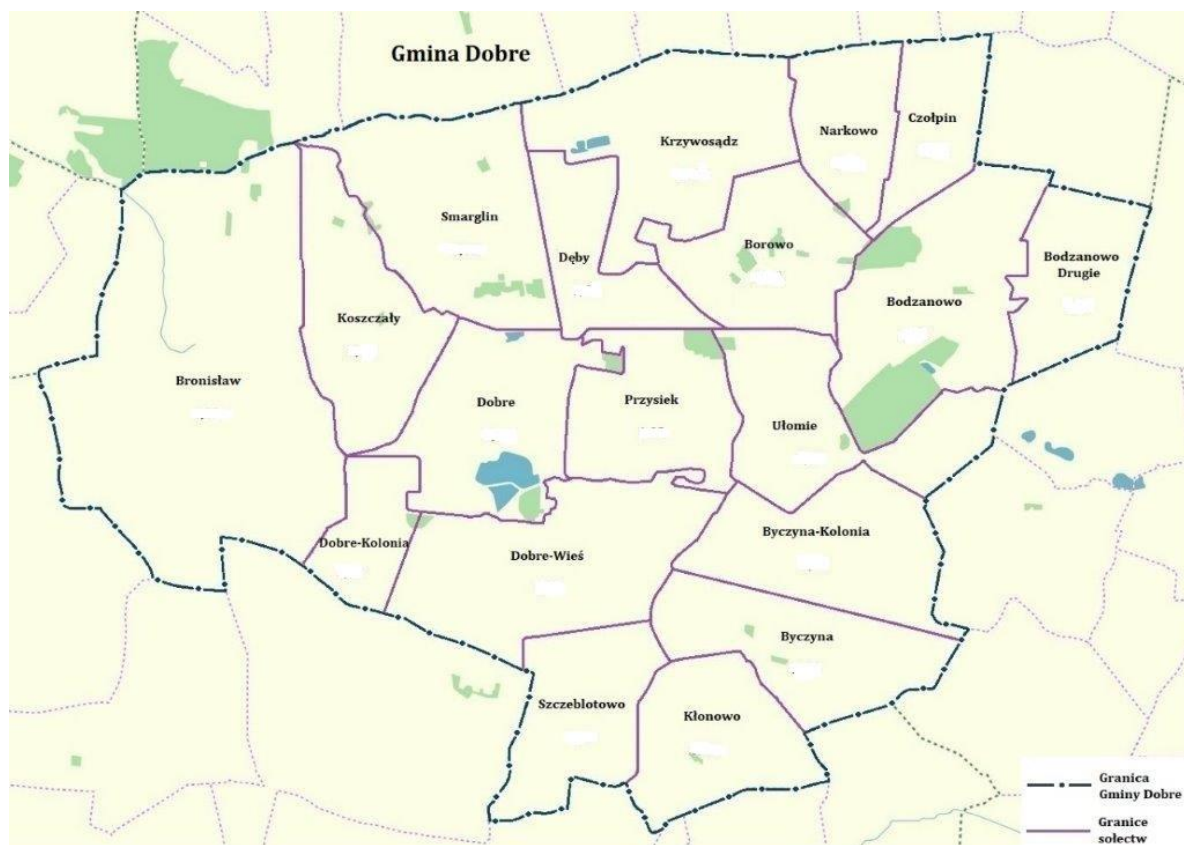 Gmina Dobre
Krzywosądz
Narkowo
Czołpin
Smarglin
Dęby
Borowo
Bodzanowo
Drugie
Bodzanowo
Koszczały
Bronisław
Dobre
Przysiek
Ułomie
Dobre-Kolonia
Dobre-Wieś
Byczyna-Kolonia
Byczyna
Szczeblotowo
Kłonowo
Granica
Gminy Dobre
Granice
sołectw